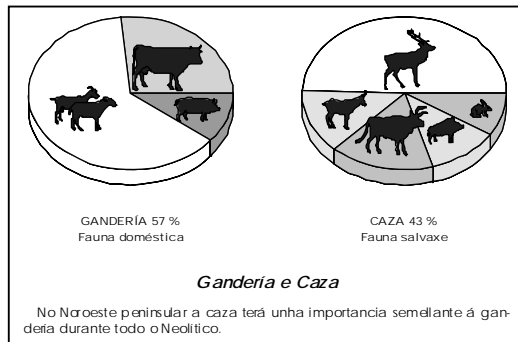 GANDERÍA 57 %
Fauna doméstica
CAZA 43 %
Fauna salvaxe
Gandería e Caza
No Noroeste peninsular a caza terá unha importancia semellante á gan-
dería durante todo o Neolítico.